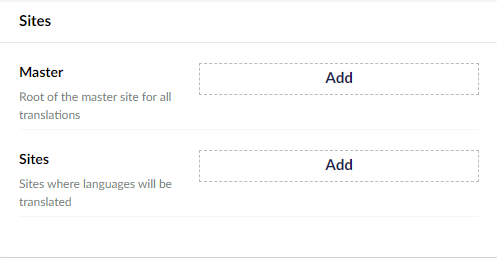 Sites
Master
Add
Root of the master site for all
translations
Sites
Add
Sites where languages will be
translated